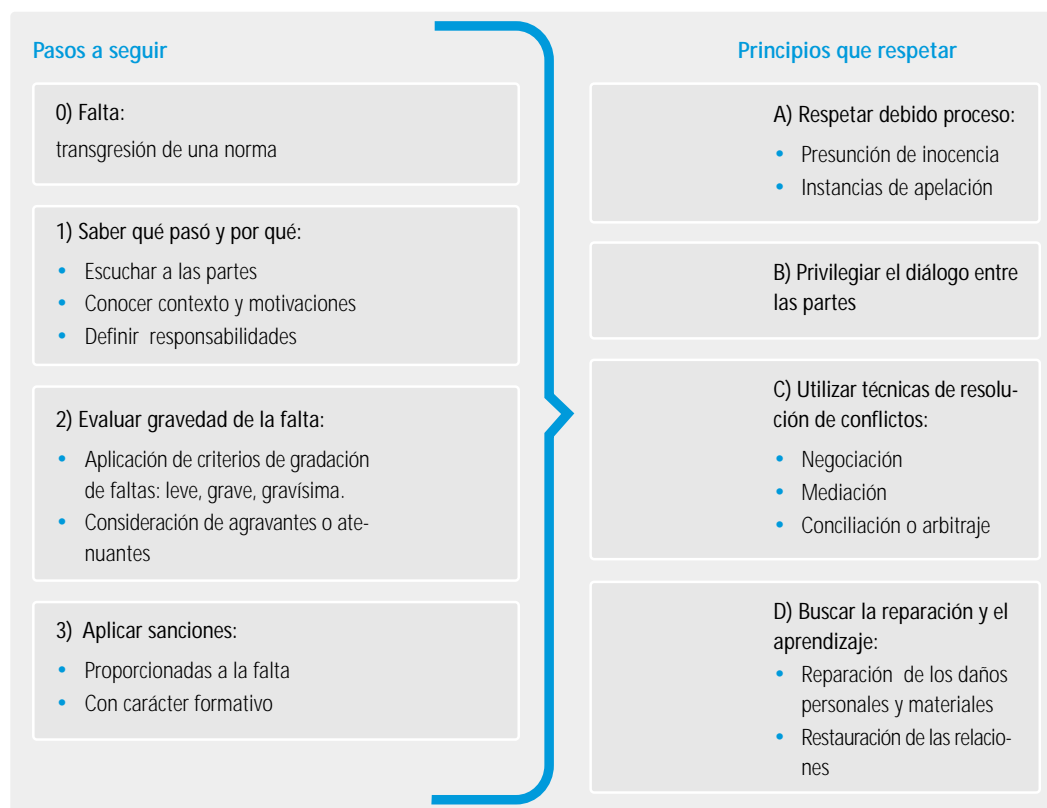 Pasos a seguir
0) Falta:
transgresión de una norma
1) Saber qué pasó y por qué:
• Escuchar a las partes
• Conocer contexto y motivaciones
• Definir responsabilidades
2) Evaluar gravedad de la falta:
• Aplicación de criterios de gradación
de faltas: leve, grave, gravísima.
• Consideración de agravantes o ate-
nuantes
3) Aplicar sanciones:
• Proporcionadas a la falta
• Con carácter formativo
Principios que respetar
A) Respetar debido proceso:
• Presunción de inocencia
• Instancias de apelación
B) Privilegiar el diálogo entre
las partes
C) Utilizar técnicas de resolu-
ción de conflictos:
• Negociación
• Mediación
• Conciliación o arbitraje
D) Buscar la reparación y el
aprendizaje:
• Reparación de los daños
personales y materiales
• Restauración de las relacio-
nes